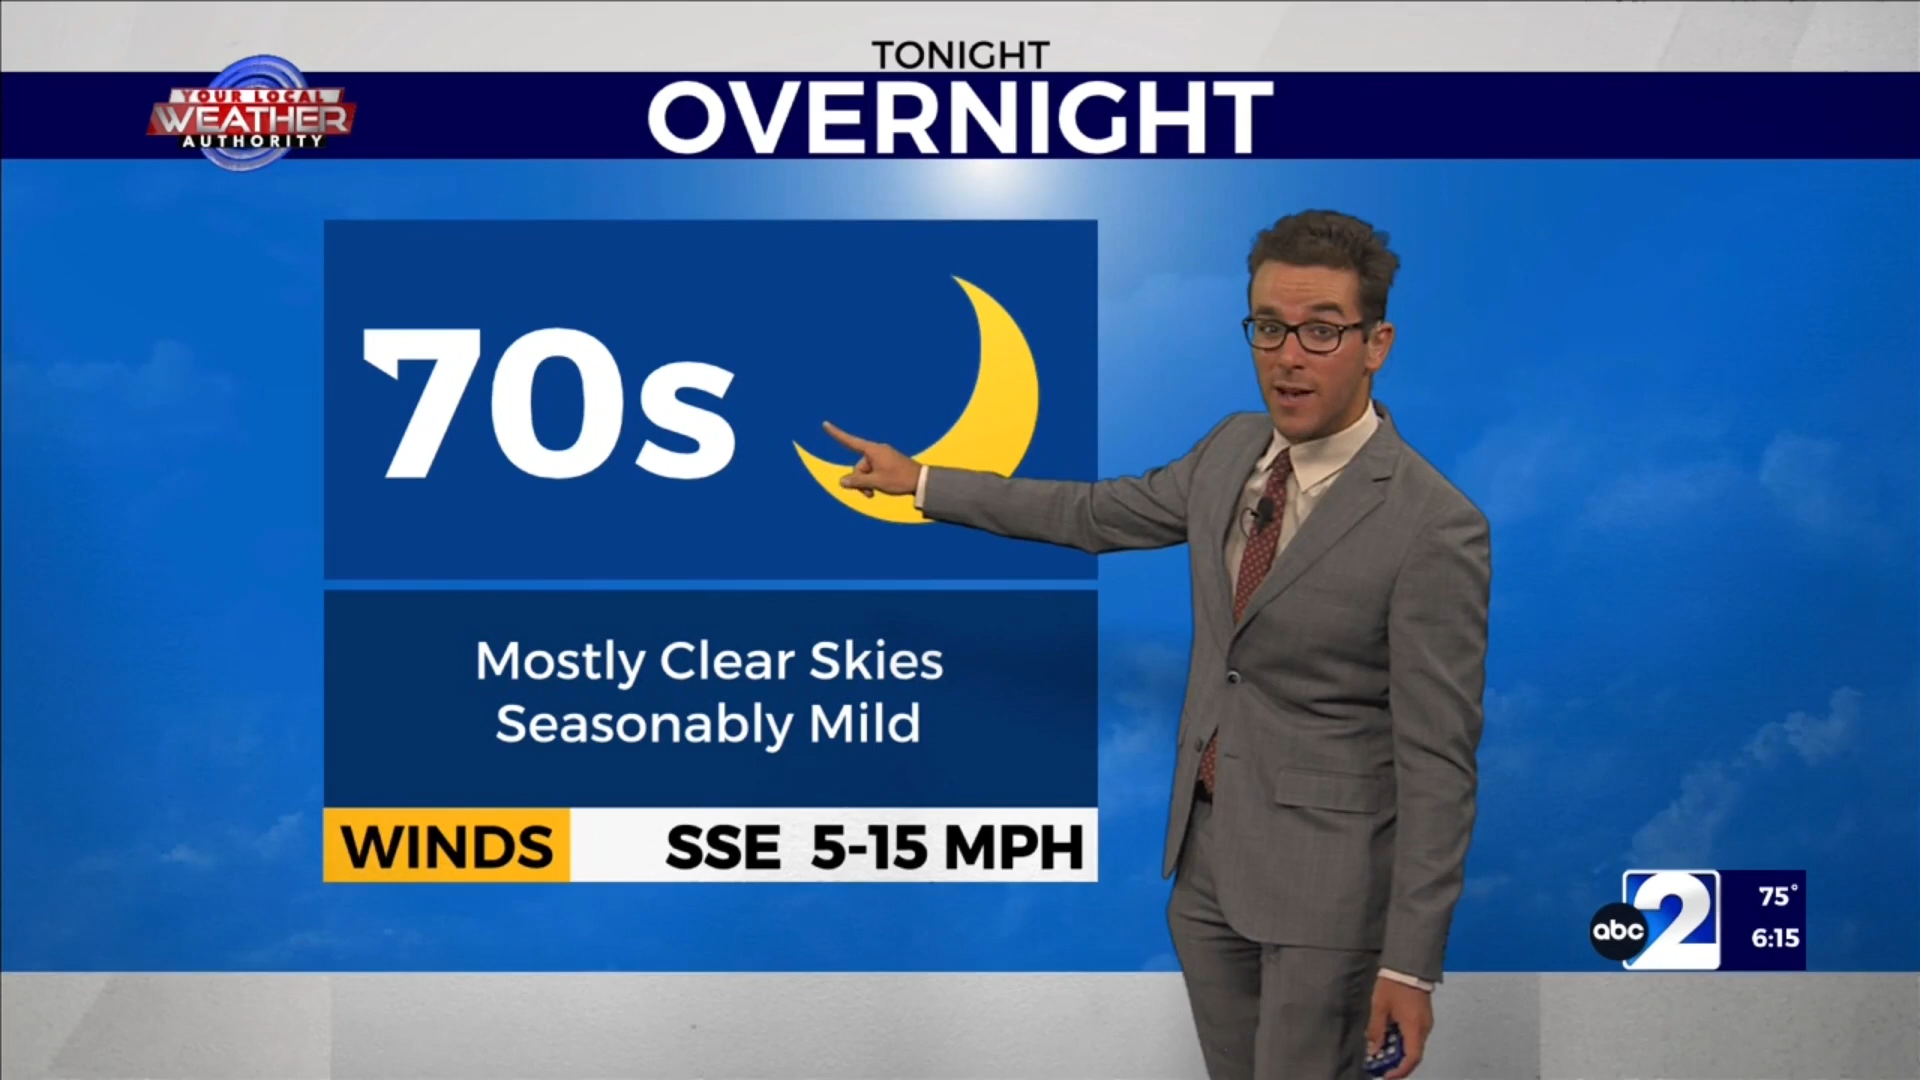 TONIGHT
OVERNIGHT
YOUR LOCAL
WEATHER
AUTHORITY
70s
Mostly Clear Skies
Seasonably Mild
WINDS SSE 5-15 MPH
abc 2
75°
6:15